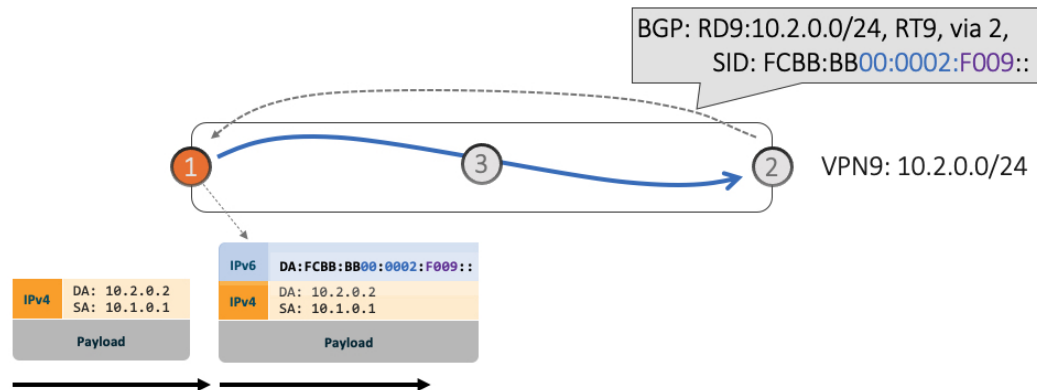 BGP: RD9:10.2.0.0/24, RT9, via 2,
SID: FCBB:BB00:0002:F009::
1
3
2
VPN9: 10.2.0.0/24
IPv4
DA: 10.2.0.2
SA: 10.1.0.1
Payload
IPv6
DA:FCBB:BB00:0002:F009::
IPv4
DA: 10.2.0.2
SA: 10.1.0.1
Payload